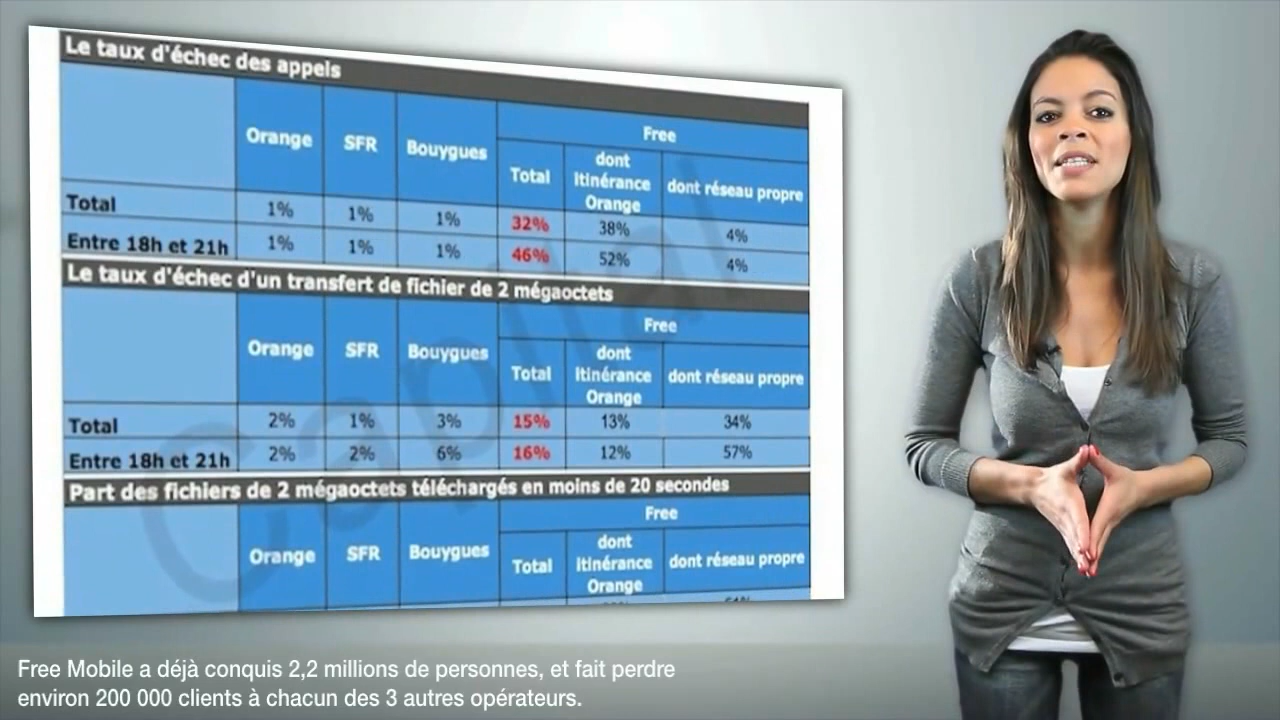 Le taux d'échec des appels
Orange SFR Bouygues Free
Total dont Itinérance Orange dont réseau propre
Total 1% 1% 1% 32% 38% 4%
Entre 18h et 21h 1% 1% 1% 46% 52% 4%
Le taux d'échec d'un transfert de fichier de 2 mégaoctets
Orange SFR Bouygues Free
Total dont Itinérance Orange dont réseau propre
Total 2% 1% 3% 15% 13% 34%
Entre 18h et 21h 2% 2% 6% 16% 12% 57%
Part des fichiers de 2 mégaoctets téléchargés en moins de 20 secondes
Orange SFR Bouygues Free
Total dont Itinérance Orange dont réseau propre
Capital
Free Mobile a déjà conquis 2,2 millions de personnes, et fait perdre
environ 200 000 clients à chacun des 3 autres opérateurs.